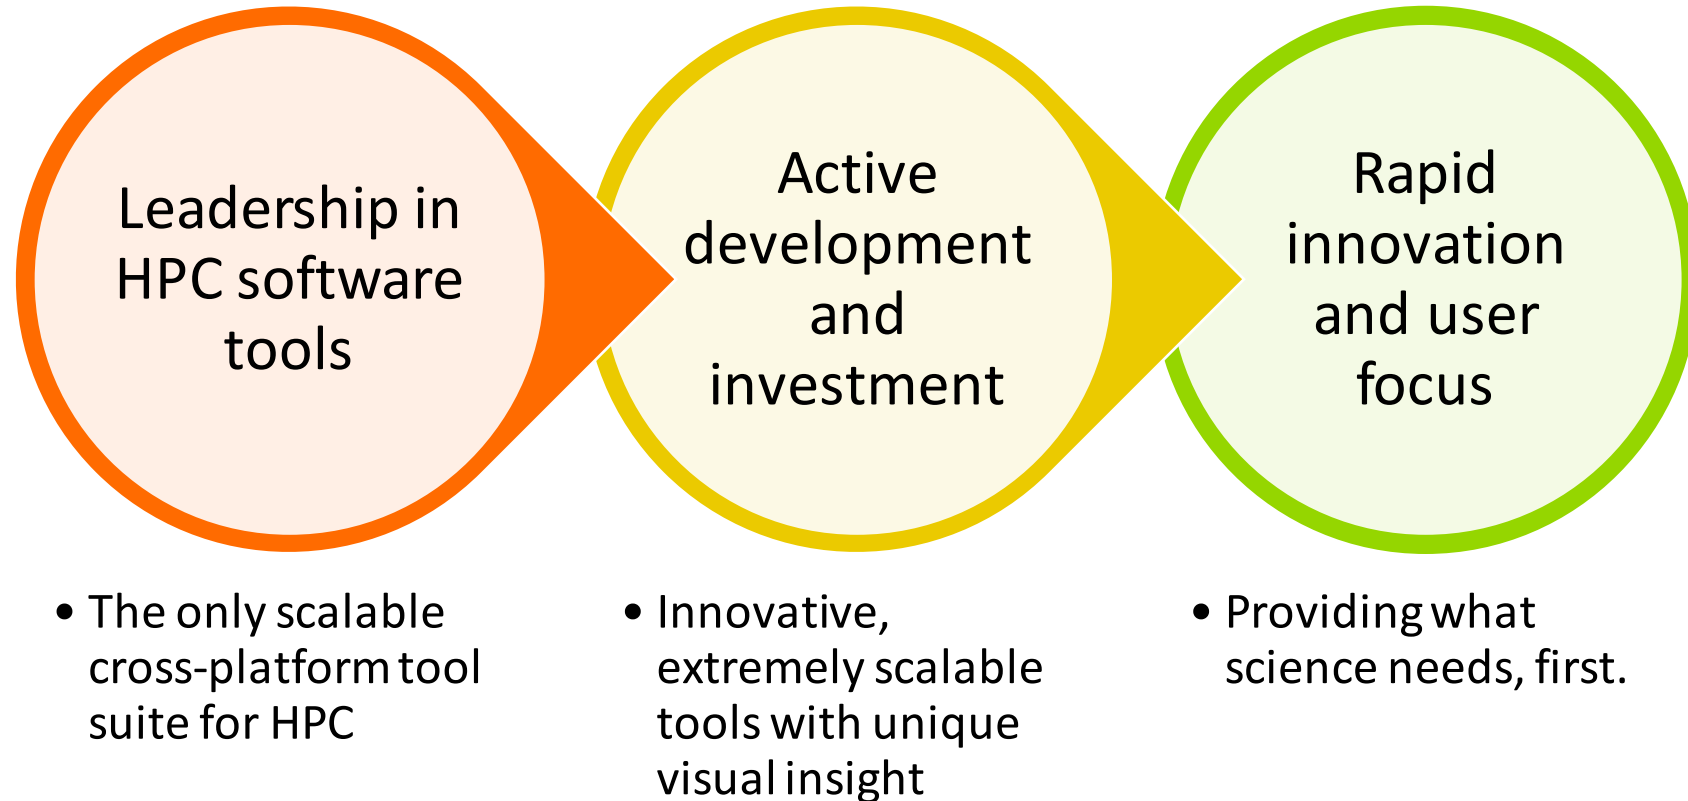 Leadership in
HPC software
tools
• The only scalable
cross-platform tool
suite for HPC
Active
development
and
investment
• Innovative,
extremely scalable
tools with unique
visual insight
Rapid
innovation
and user
focus
• Providing what
science needs, first.